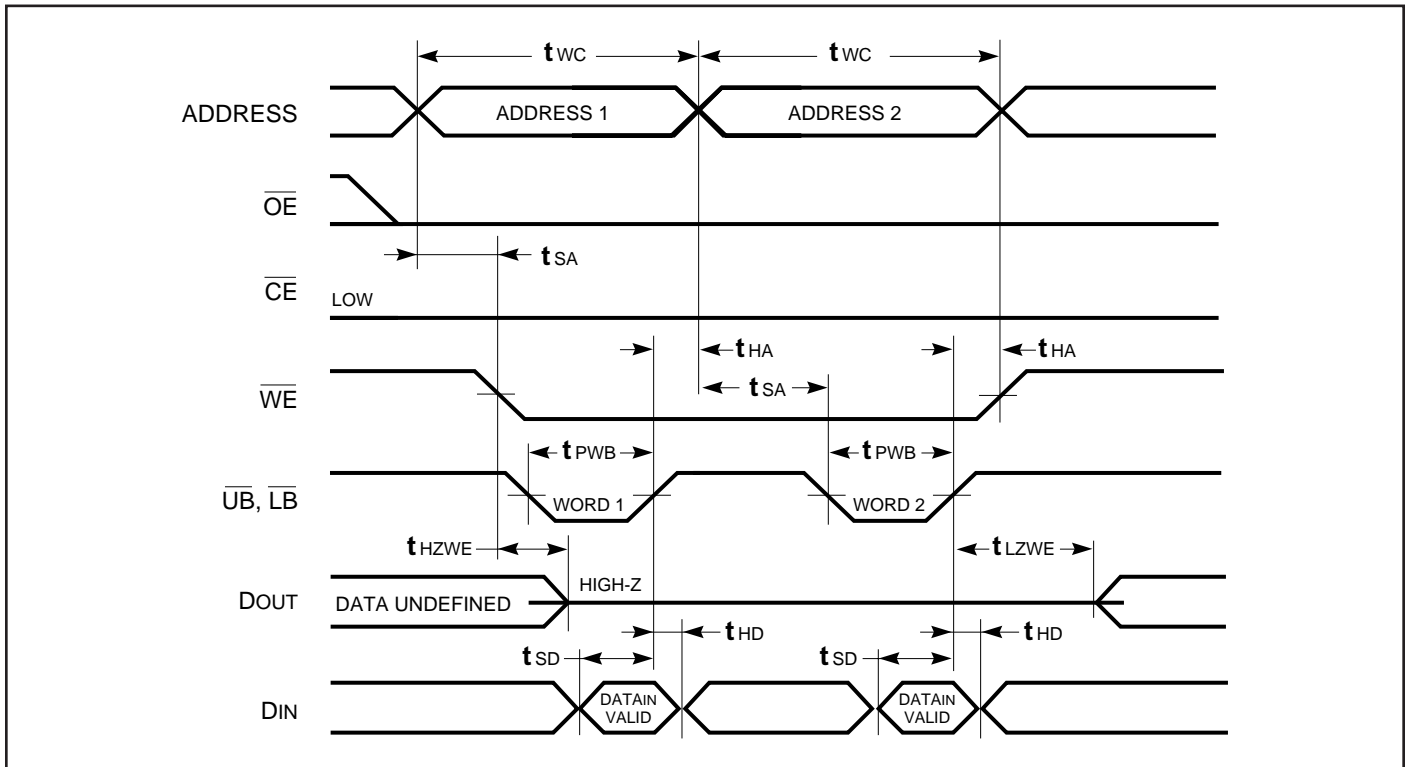 tWC tWC
ADDRESS ADDRESS 1 ADDRESS 2
OE
tSA
CE LOW
tHA tHA
tSA
WE
tPWB tPWB
UB, LB WORD 1 WORD 2
tHZWE tLZWE
HIGH-Z
DOUT DATA UNDEFINED
tHD tHD
tSD tSD
DIN DATAIN VALID DATAIN VALID